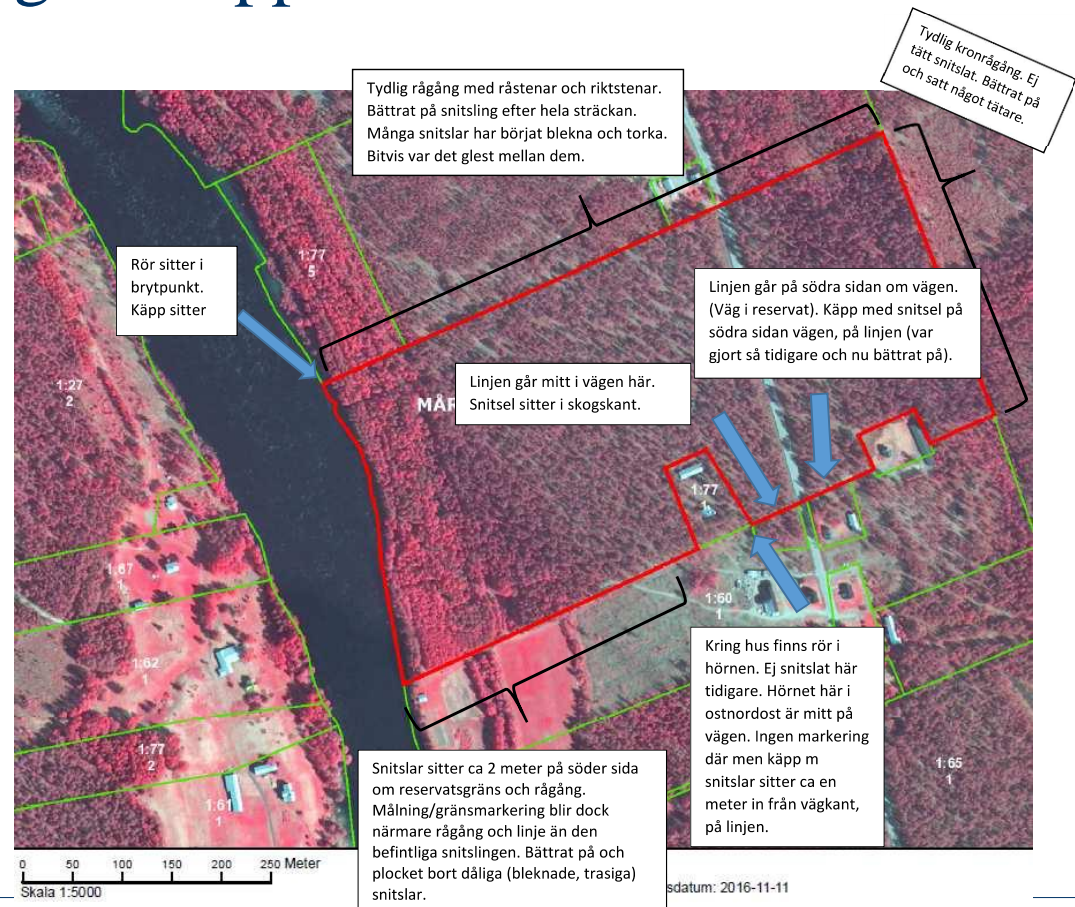 Tydlig kronrågång. Ej
tätt snitslat. Bättrat på
och satt något tätare.
Tydlig rågång med råstenar och riktstenar.
Bättrat på snitsling efter hela sträckan.
Många snitslar har börjat blekna och torka.
Bitvis var det glest mellan dem.
Rör sitter i
brytpunkt.
Käpp sitter
1:77
5
Linjen går på södra sidan om vägen.
(Väg i reservat). Käpp med snitsel på
södra sidan vägen, på linjen (var
gjort så tidigare och nu bättrat på).
Linjen går mitt i vägen här.
Snitsel sitter i skogskant.
1:27
2
1:77
1
1:67
1
1:60
1
1:62
1
Kring hus finns rör i
hörnen. Ej snitslat här
tidigare. Hörnet här i
ostnordost är mitt på
vägen. Ingen markering
där men käpp m
snitslar sitter ca en
meter in från vägkant,
på linjen.
1:77
2
1:65
1
1:61
1
Snitslar sitter ca 2 meter på söder sida
om reservatsgräns och rågång.
Målning/gränsmarkering blir dock
närmare rågång och linje än den
befintliga snitslingen. Bättrat på och
plocket bort dåliga (bleknade, trasiga)
snitslar.
0 50 100 150 200 250 Meter
Skala 1:5000
sdatum: 2016-11-11